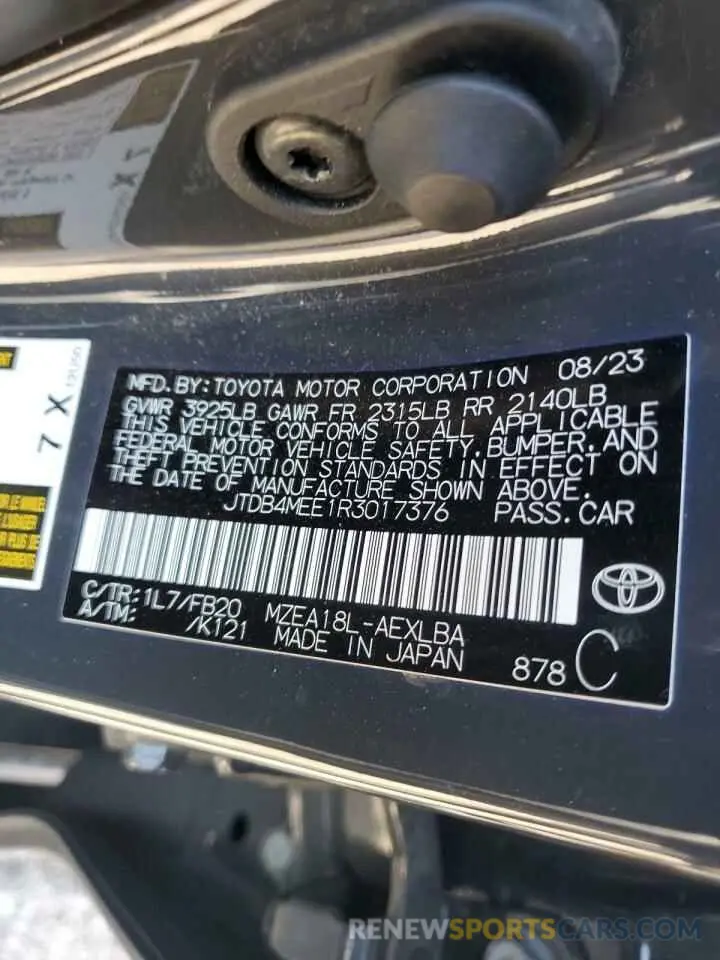 MFD. BY: TOYOTA MOTOR CORPORATION 08/23
GVWR 3925LB GAWR FR 2315LB RR 2140LB
THIS VEHICLE CONFORMS TO ALL APPLICABLE
FEDERAL MOTOR VEHICLE SAFETY, BUMPER, AND
THEFT PREVENTION STANDARDS IN EFFECT ON
THE DATE OF MANUFACTURE SHOWN ABOVE.
JTDB4MEE1R3017376 PASS.CAR
C/TR: 1L7/FB20 MZEA18L-AEXLBA
A/TM: /K121 MADE IN JAPAN
878 C
7 X
RENEWSPORTSCARS.COM